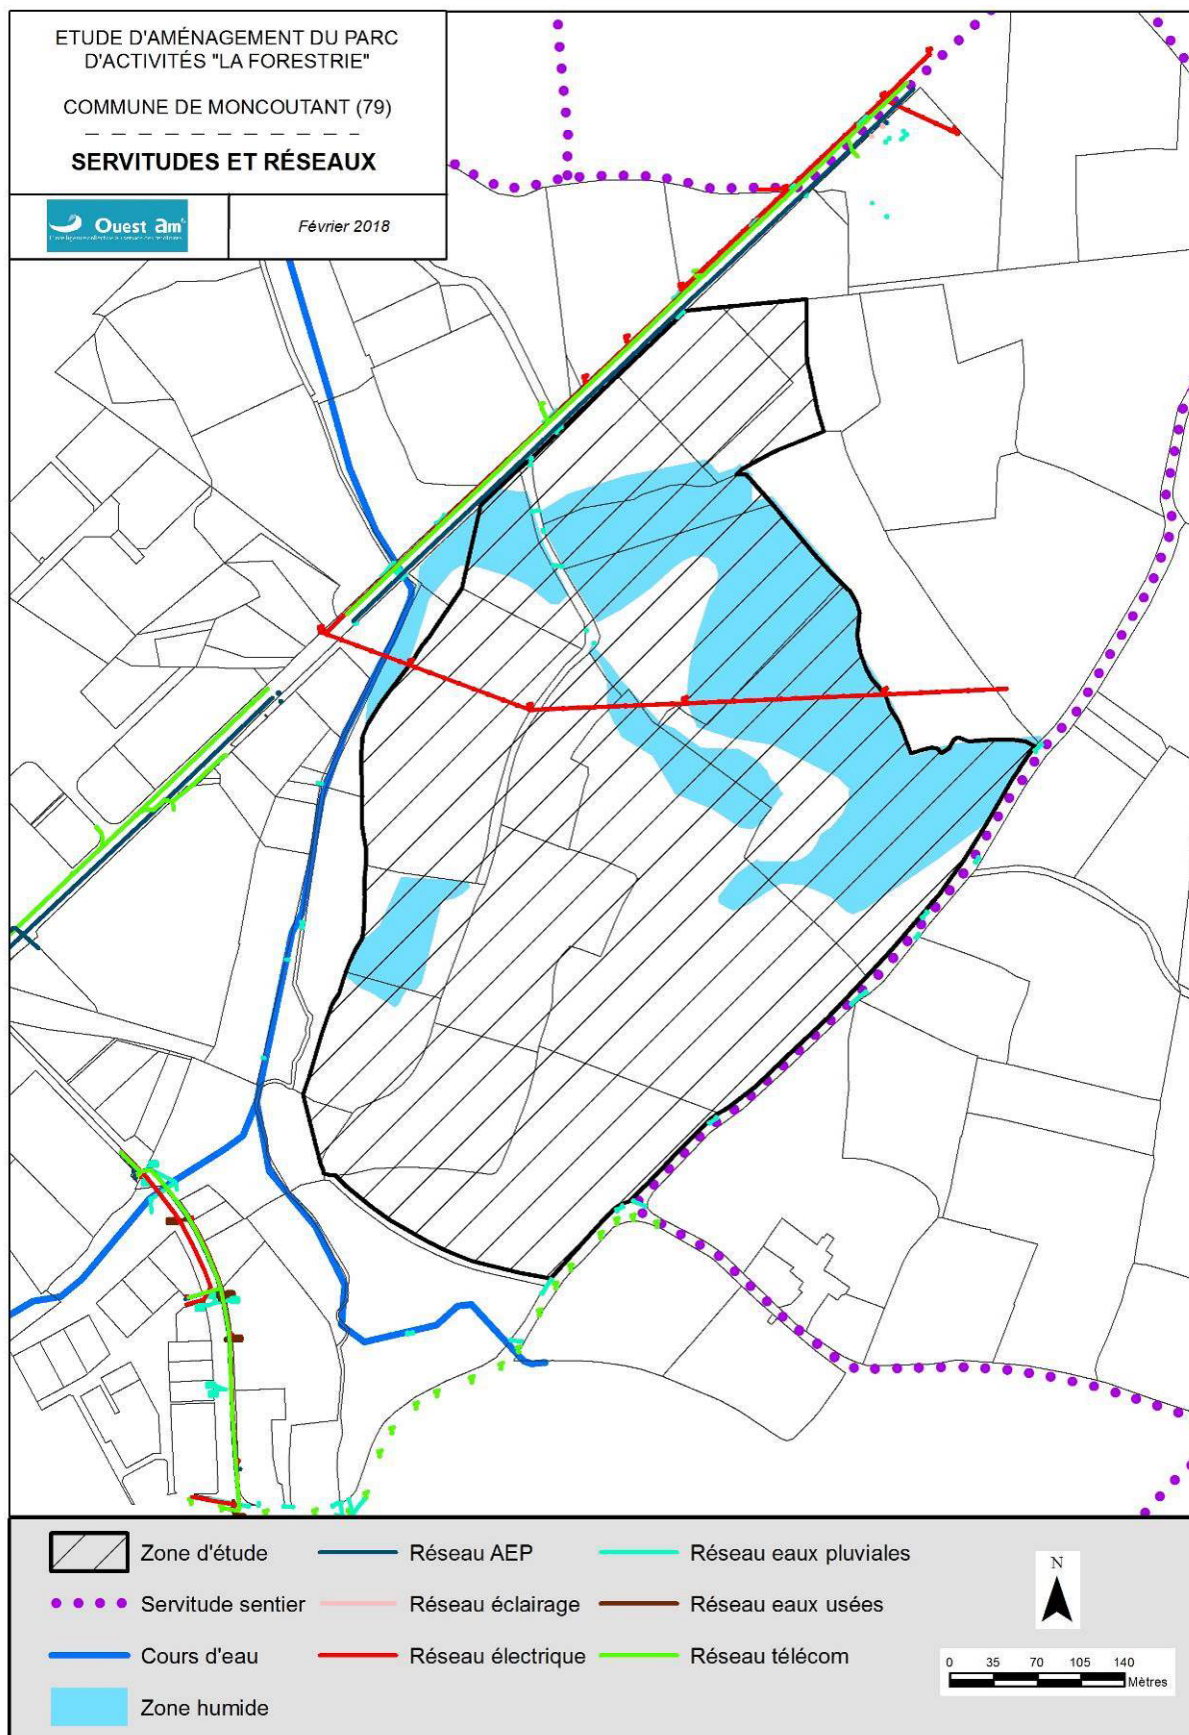 ETUDE D'AMÉNAGEMENT DU PARC
D'ACTIVITÉS "LA FORESTRIE"
COMMUNE DE MONCOUTANT (79)
SERVITUDES ET RÉSEAUX
Ouest am'
Février 2018
Zone d'étude
Réseau AEP
Réseau eaux pluviales
Servitude sentier
Réseau éclairage
Réseau eaux usées
Cours d'eau
Réseau électrique
Réseau télécom
Zone humide
N
0 35 70 105 140
Mètres